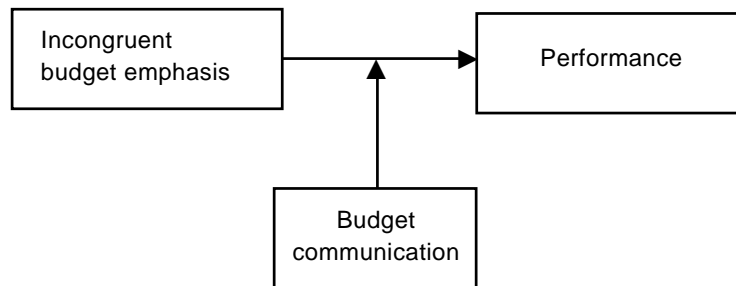 Incongruent
budget emphasis
Performance
Budget
communication